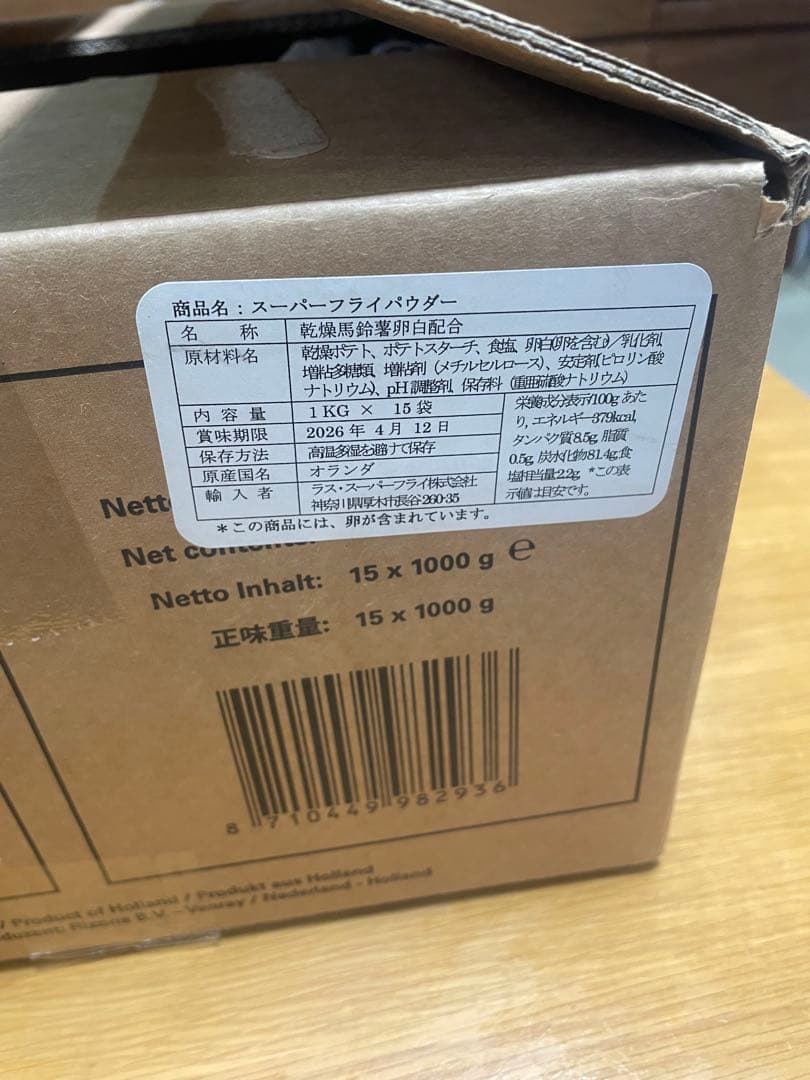 商品名：スーパーフライパウダー
名 称 乾燥馬鈴薯卵白配合
原材料名 乾燥ポテト、ポテトスターチ、食塩、卵白(卵を含む)／乳化剤、
増粘多糖類、増粘剤（メチルセルロース）、安定剤(ピロリン酸
ナトリウム)、pH調整剤、保存料（重亜硫酸ナトリウム）
内容量 1KG × 15袋
賞味期限 2026年4月12日
保存方法 高温多湿を避けて保存
原産国名 オランダ
輸入者 ラス・スーパーフライ株式会社
神奈川県厚木市長谷260-35
栄養成分表示/100gあた
り, エネルギー379kcal,
タンパク質8.5g, 脂質
0.5g, 炭水化物81.4g,食
塩相当量2.2g *この表
示値は目安です。
*この商品には、卵が含まれています。
Nett
Net
Netto Inhalt: 15 x 1000 g ℮
正味重量: 15 x 1000 g
8 710449 982936
/ Product of Holland / Produkt aus Holland
B.V. - Venray / Nederland - Holland